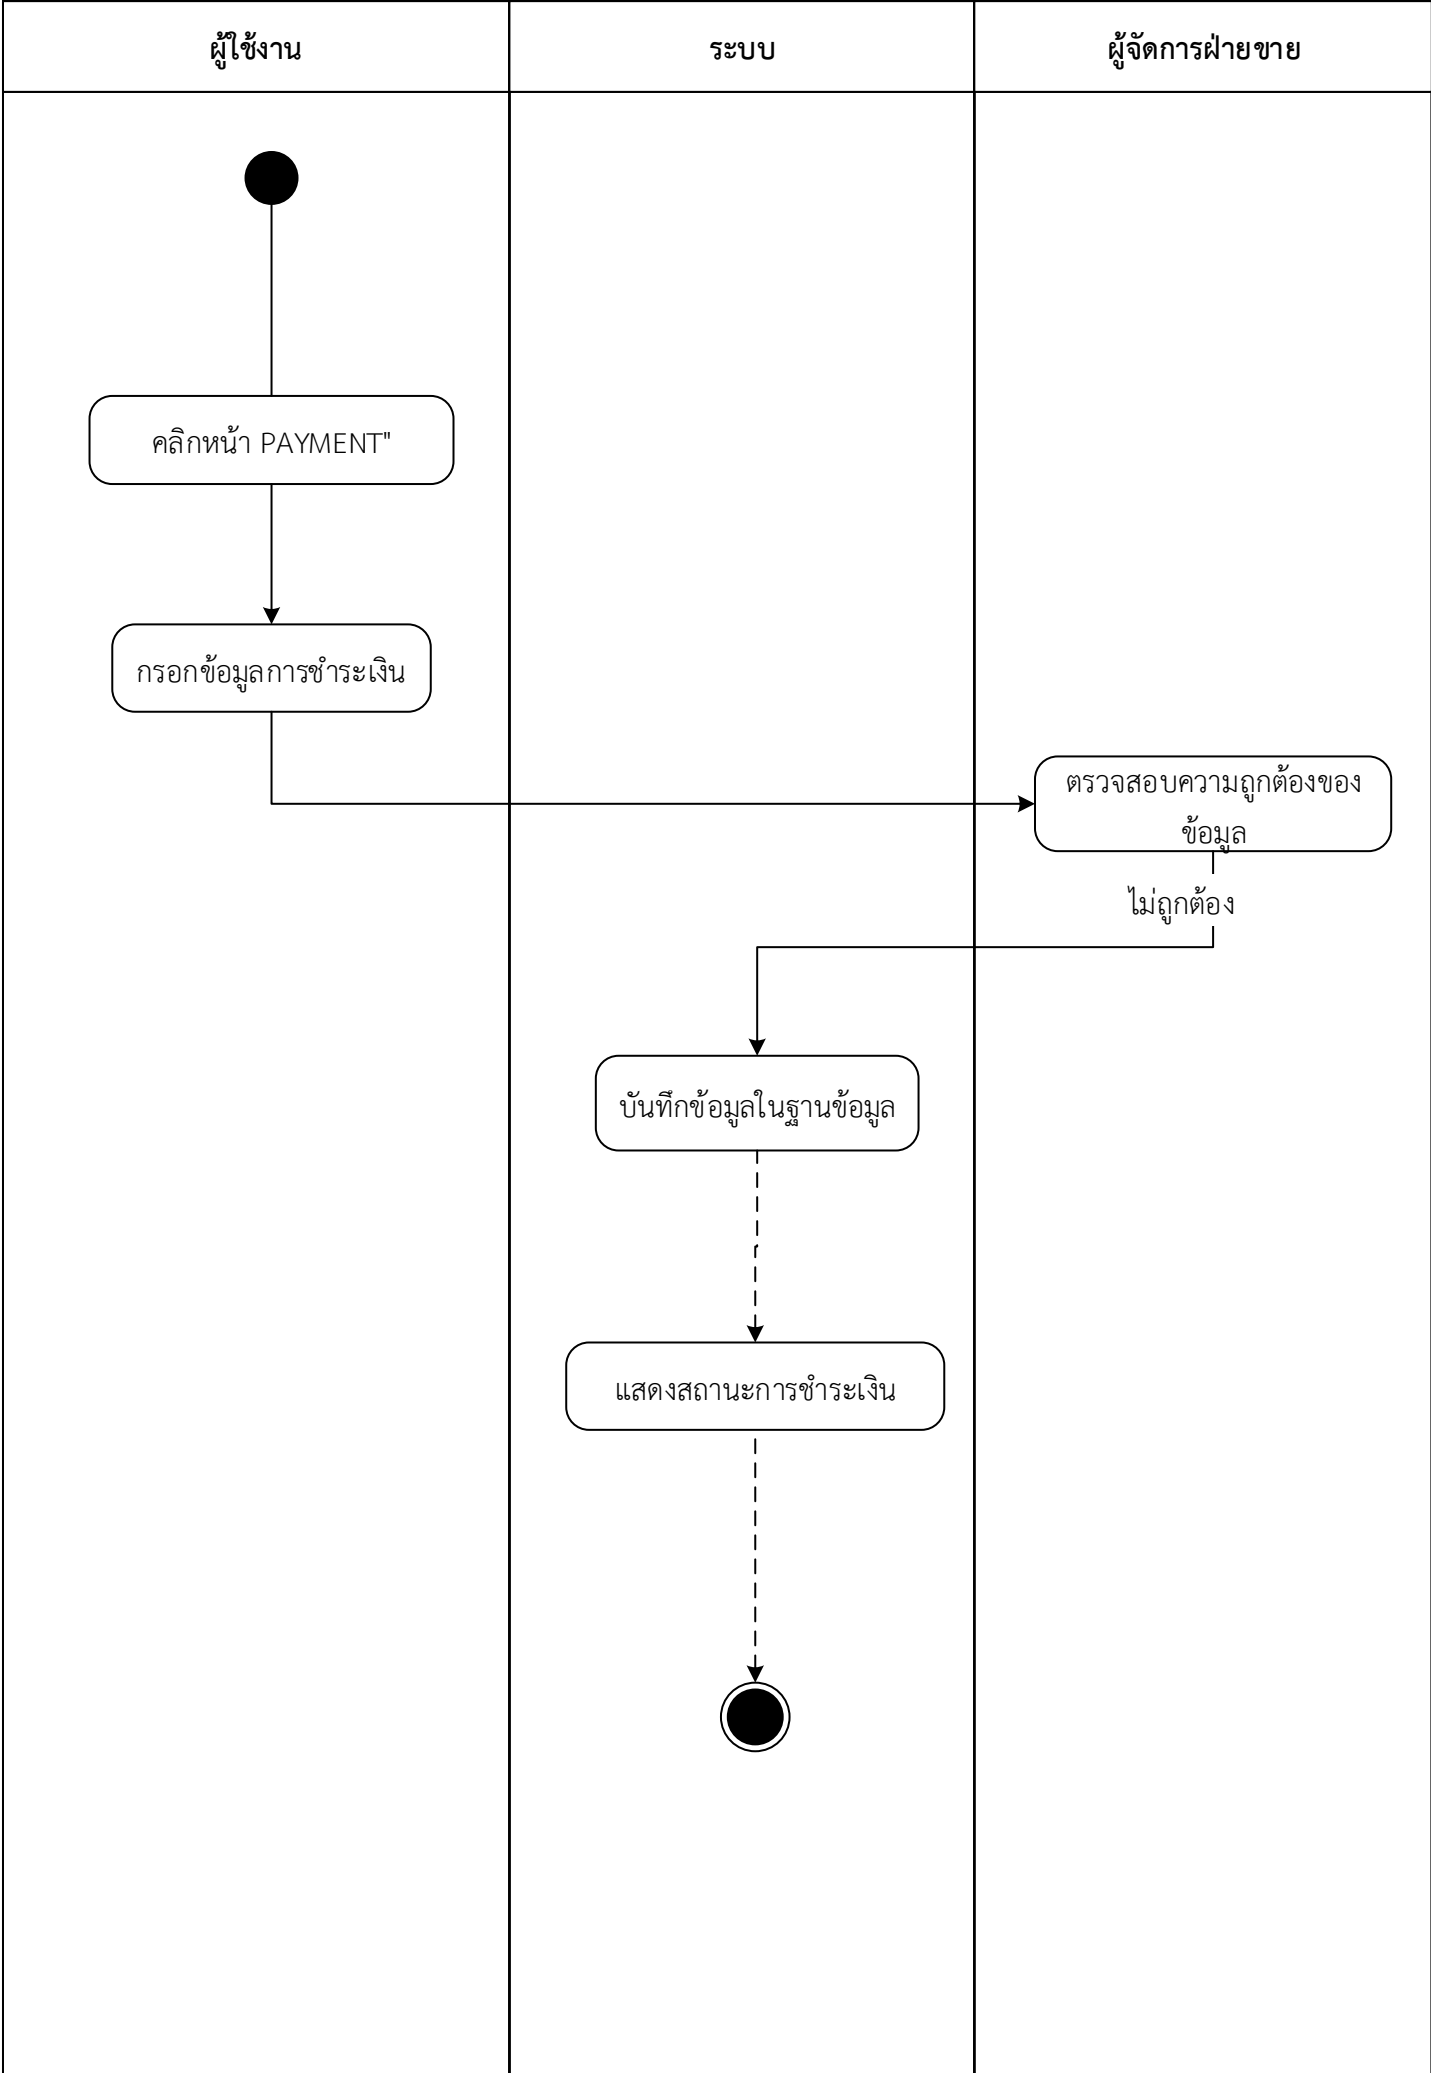 ผู้ใช้งาน
ระบบ
ผู้จัดการฝ่ายขาย
คลิกหน้า PAYMENT"
กรอกข้อมูลการชำระเงิน
ตรวจสอบความถูกต้องของ
ข้อมูล
ไม่ถูกต้อง
บันทึกข้อมูลในฐานข้อมูล
แสดงสถานะการชำระเงิน